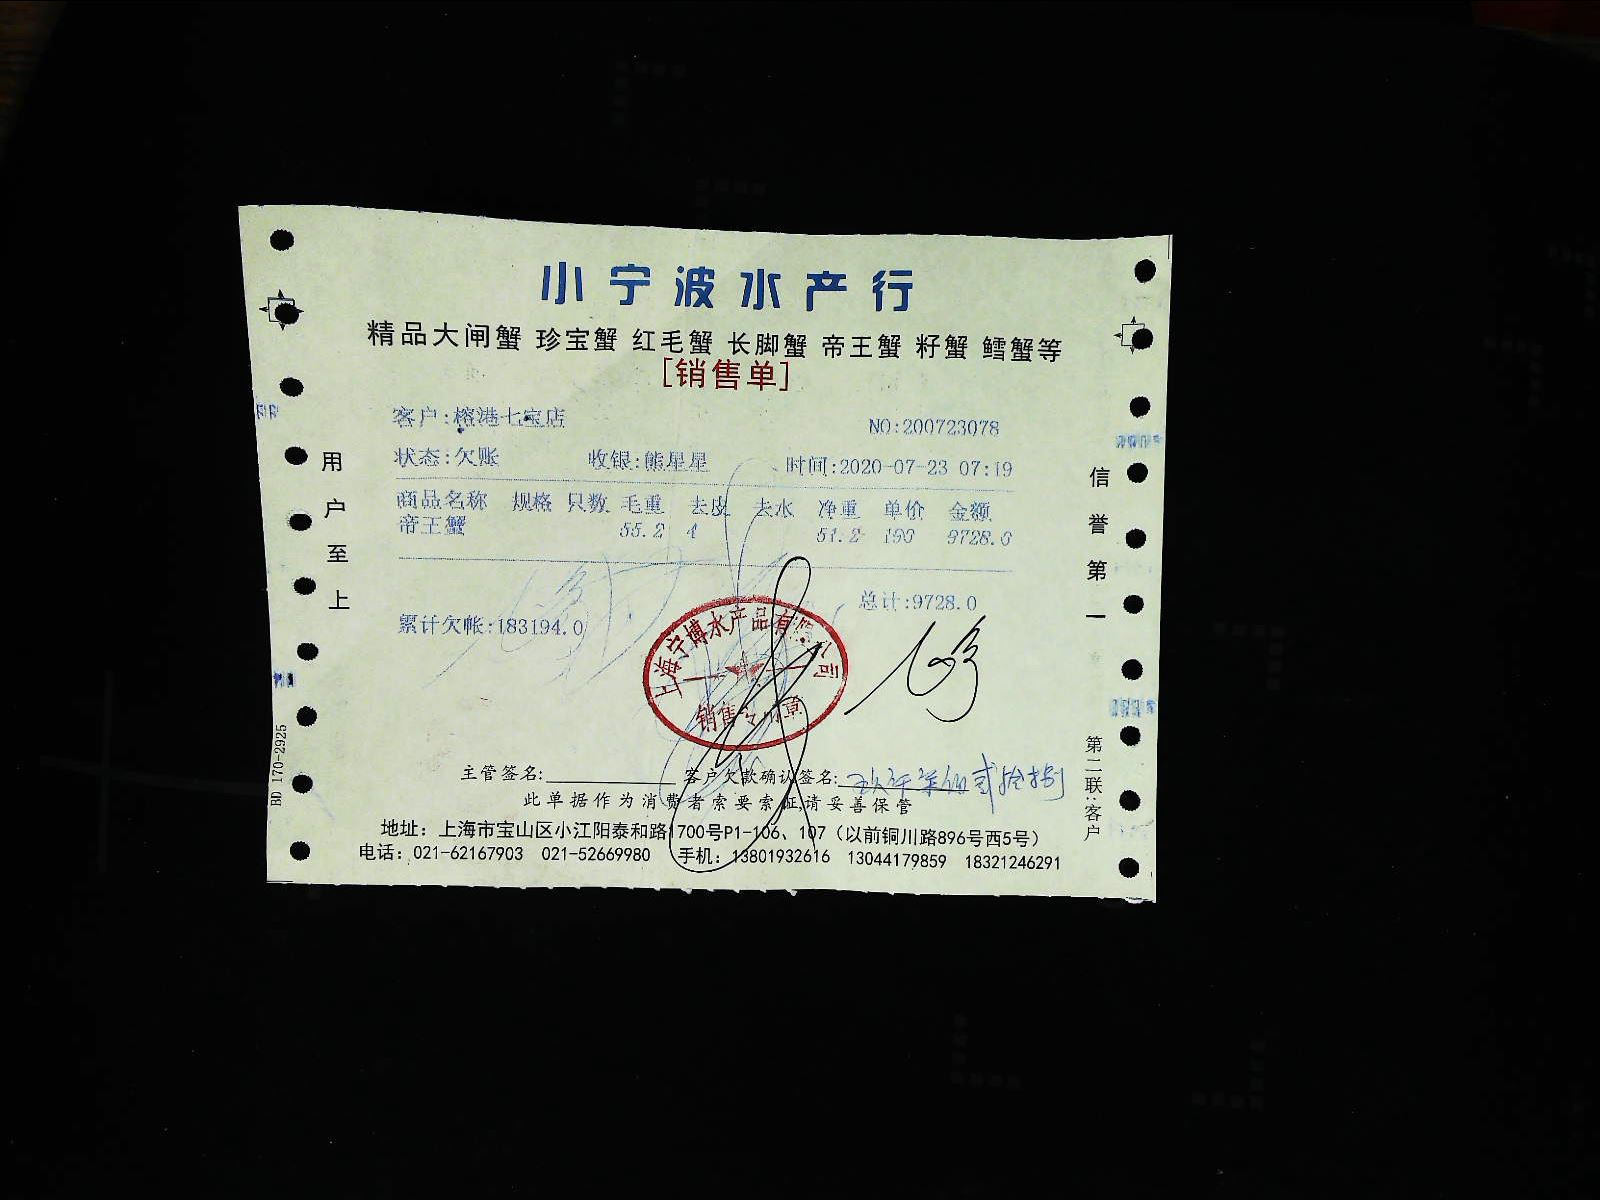 小宁波水产行
精品大闸蟹 珍宝蟹 红毛蟹 长脚蟹 帝王蟹 籽蟹 鳕蟹等
[销售单]
客户:榕港七宝店
NO:200723078
状态:欠账 收银:熊星星 时间:2020-07-23 07:19
商品名称 规格 只数 毛重 去皮 去水 净重 单价 金额
帝王蟹 55.2 4 51.2 190 9728.0
总计:9728.0
累计欠帐:183194.0
上海宁博水产品有限公司
销售专用章
主管签名: 客户欠款确认签名: 玖仟柒佰贰拾捌
此单据作为消费者索要索证,请妥善保管
地址：上海市宝山区小江阳泰和路1700号P1-106、107（以前铜川路896号西5号）
电话：021-62167903 021-52669980 手机：13801932616 13044179859 18321246291
用户至上
信誉第一
第二联:客户
BD 170-2925